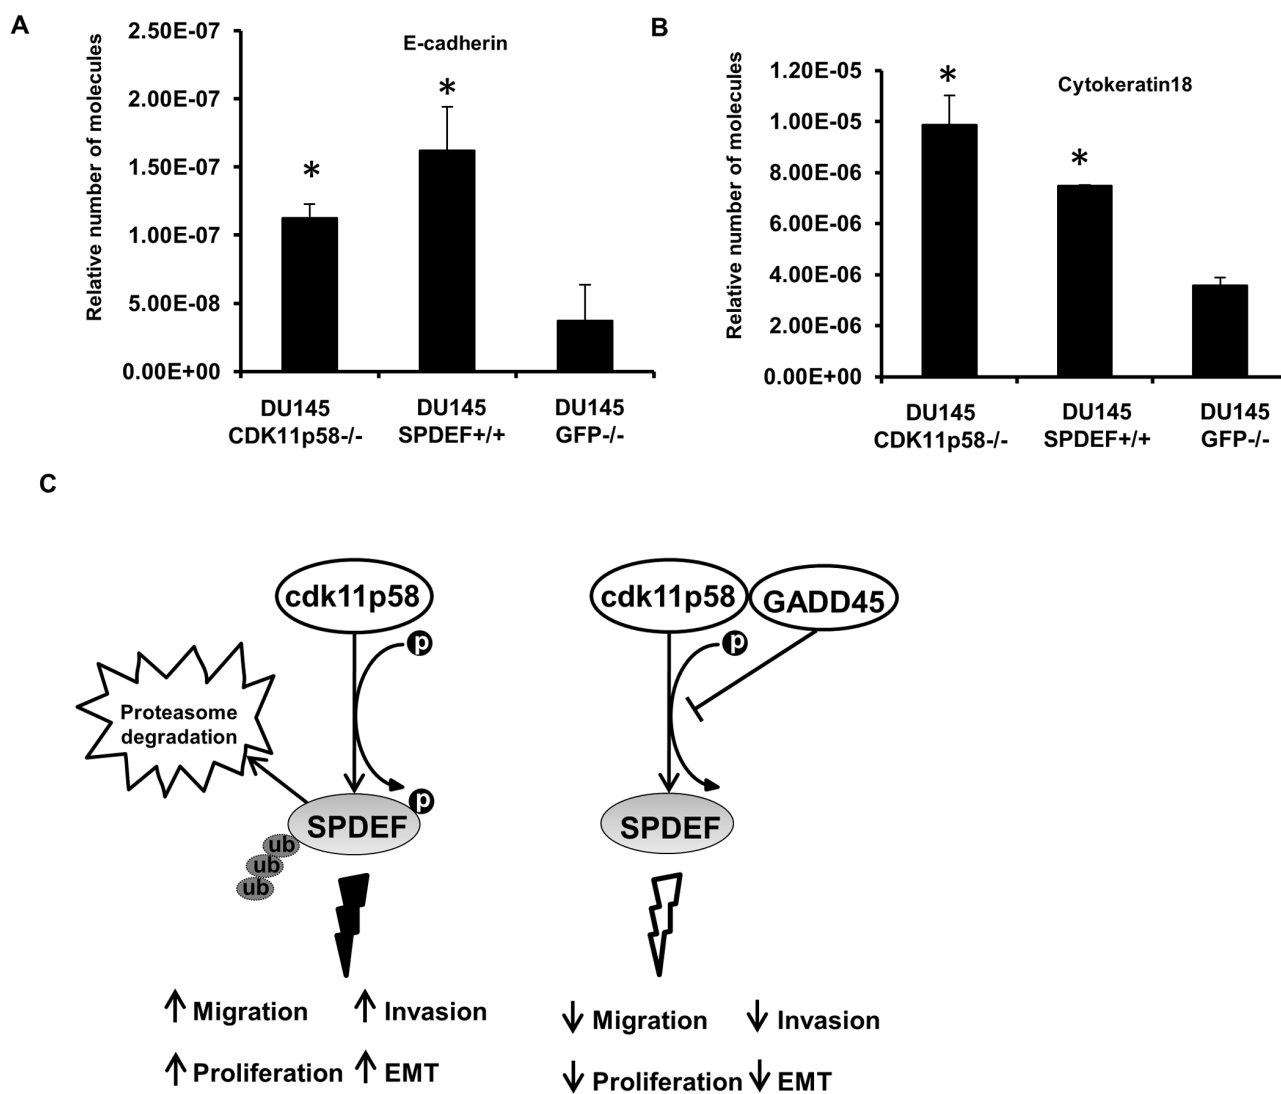 A
E-cadherin
Relative number of molecules
2.50E-07
2.00E-07
1.50E-07
1.00E-07
5.00E-08
0.00E+00
*
*
DU145
CDK11p58-/-
DU145
SPDEF+/+
DU145
GFP-/-
B
Cytokeratin18
Relative number of molecules
1.20E-05
1.00E-05
8.00E-06
6.00E-06
4.00E-06
2.00E-06
0.00E+00
*
*
DU145
CDK11p58-/-
DU145
SPDEF+/+
DU145
GFP-/-
C
cdk11p58
p
Proteasome
degradation
p
SPDEF
ub
ub
ub
↑ Migration
↑ Invasion
↑ Proliferation
↑ EMT
cdk11p58
GADD45
p
SPDEF
↓ Migration
↓ Invasion
↓ Proliferation
↓ EMT